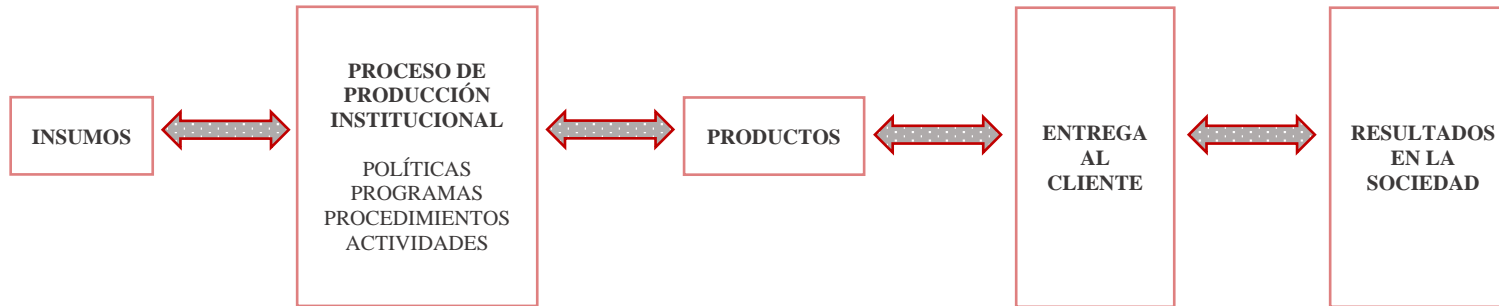 INSUMOS
PROCESO DE
PRODUCCIÓN
INSTITUCIONAL
POLÍTICAS
PROGRAMAS
PROCEDIMIENTOS
ACTIVIDADES
PRODUCTOS
ENTREGA
AL
CLIENTE
RESULTADOS
EN LA
SOCIEDAD